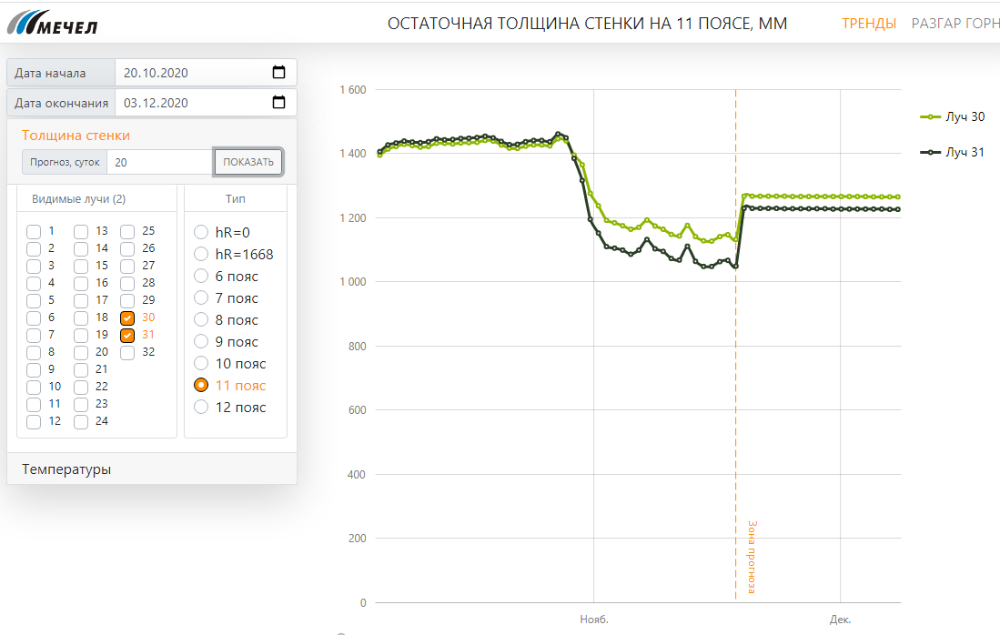 МЕЧЕЛ
ОСТАТОЧНАЯ ТОЛЩИНА СТЕНКИ НА 11 ПОЯСЕ, ММ
ТРЕНДЫ РАЗГАР ГОРН
Дата начала 20.10.2020
Дата окончания 03.12.2020
Толщина стенки
Прогноз, суток 20 ПОКАЗАТЬ
Видимые лучи (2) Тип
1 13 25
2 14 26
3 15 27
4 16 28
5 17 29
6 18 30
7 19 31
8 20 32
9 21
10 22
11 23
12 24
hR=0
hR=1668
6 пояс
7 пояс
8 пояс
9 пояс
10 пояс
11 пояс
12 пояс
Температуры
1 600
1 400
1 200
1 000
800
600
400
200
0
Нояб. Дек.
Зона прогноза
Луч 30
Луч 31